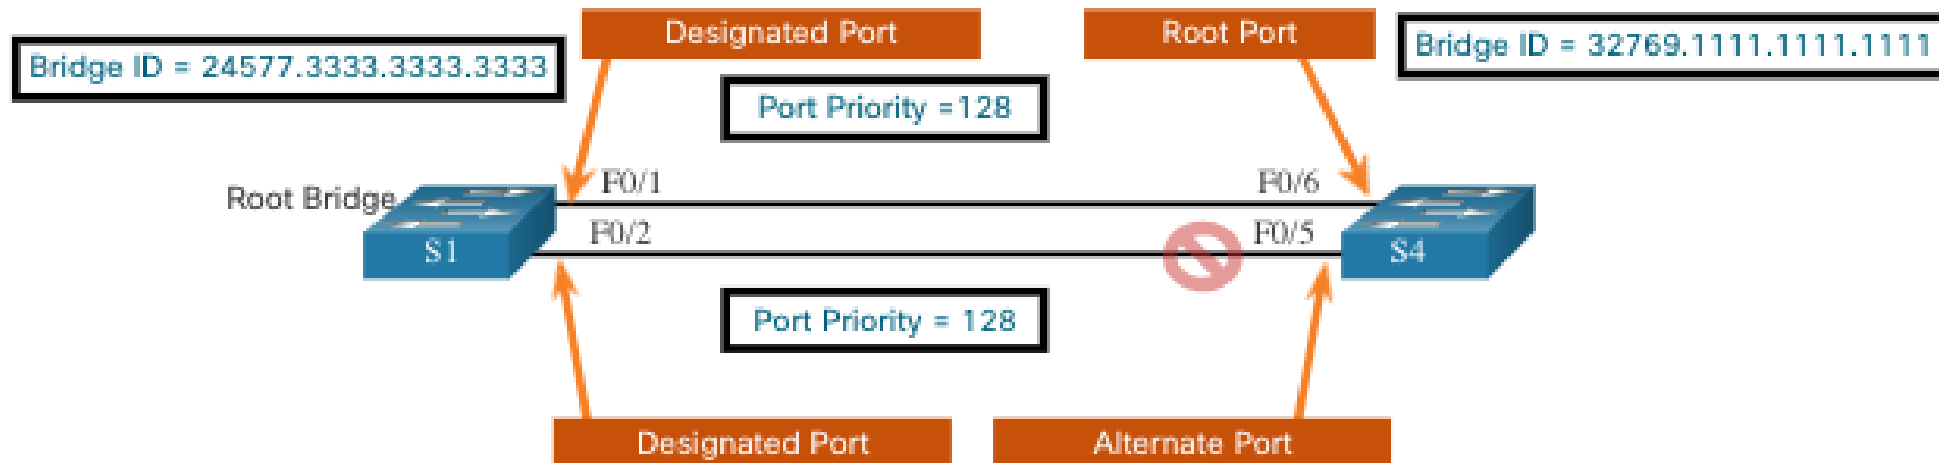 Designated Port
Root Port
Bridge ID = 24577.3333.3333.3333
Bridge ID = 32769.1111.1111.1111
Port Priority =128
Root Bridge
F0/1
F0/6
F0/2
F0/5
S1
S4
Port Priority = 128
Designated Port
Alternate Port